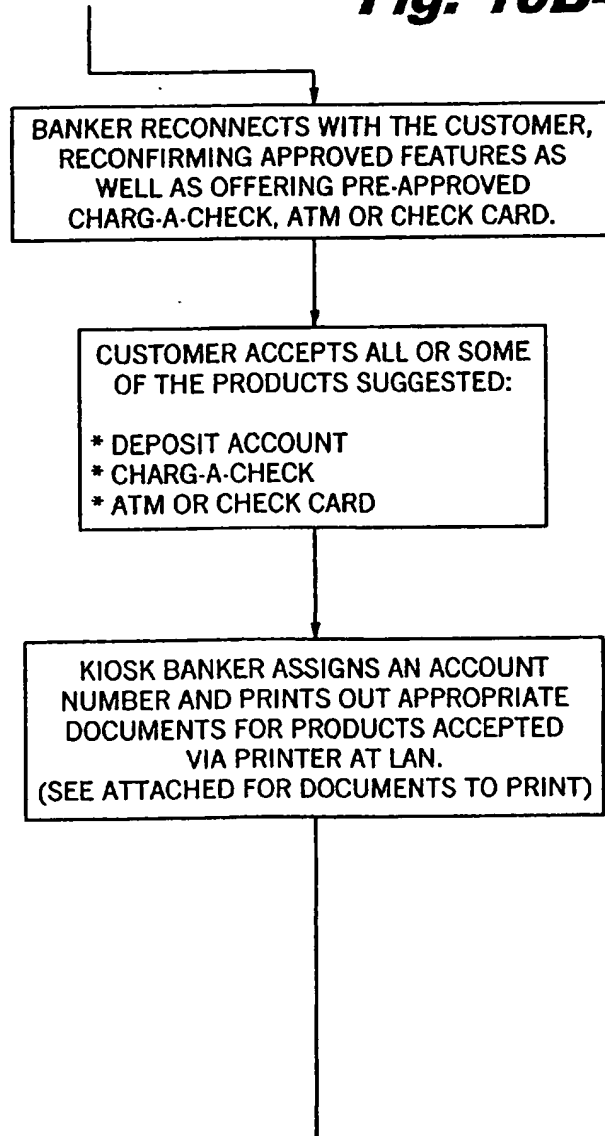 Fig. 10B-
BANKER RECONNECTS WITH THE CUSTOMER,
RECONFIRMING APPROVED FEATURES AS
WELL AS OFFERING PRE-APPROVED
CHARG-A-CHECK, ATM OR CHECK CARD.
CUSTOMER ACCEPTS ALL OR SOME
OF THE PRODUCTS SUGGESTED:
* DEPOSIT ACCOUNT
* CHARG-A-CHECK
* ATM OR CHECK CARD
KIOSK BANKER ASSIGNS AN ACCOUNT
NUMBER AND PRINTS OUT APPROPRIATE
DOCUMENTS FOR PRODUCTS ACCEPTED
VIA PRINTER AT LAN.
(SEE ATTACHED FOR DOCUMENTS TO PRINT)